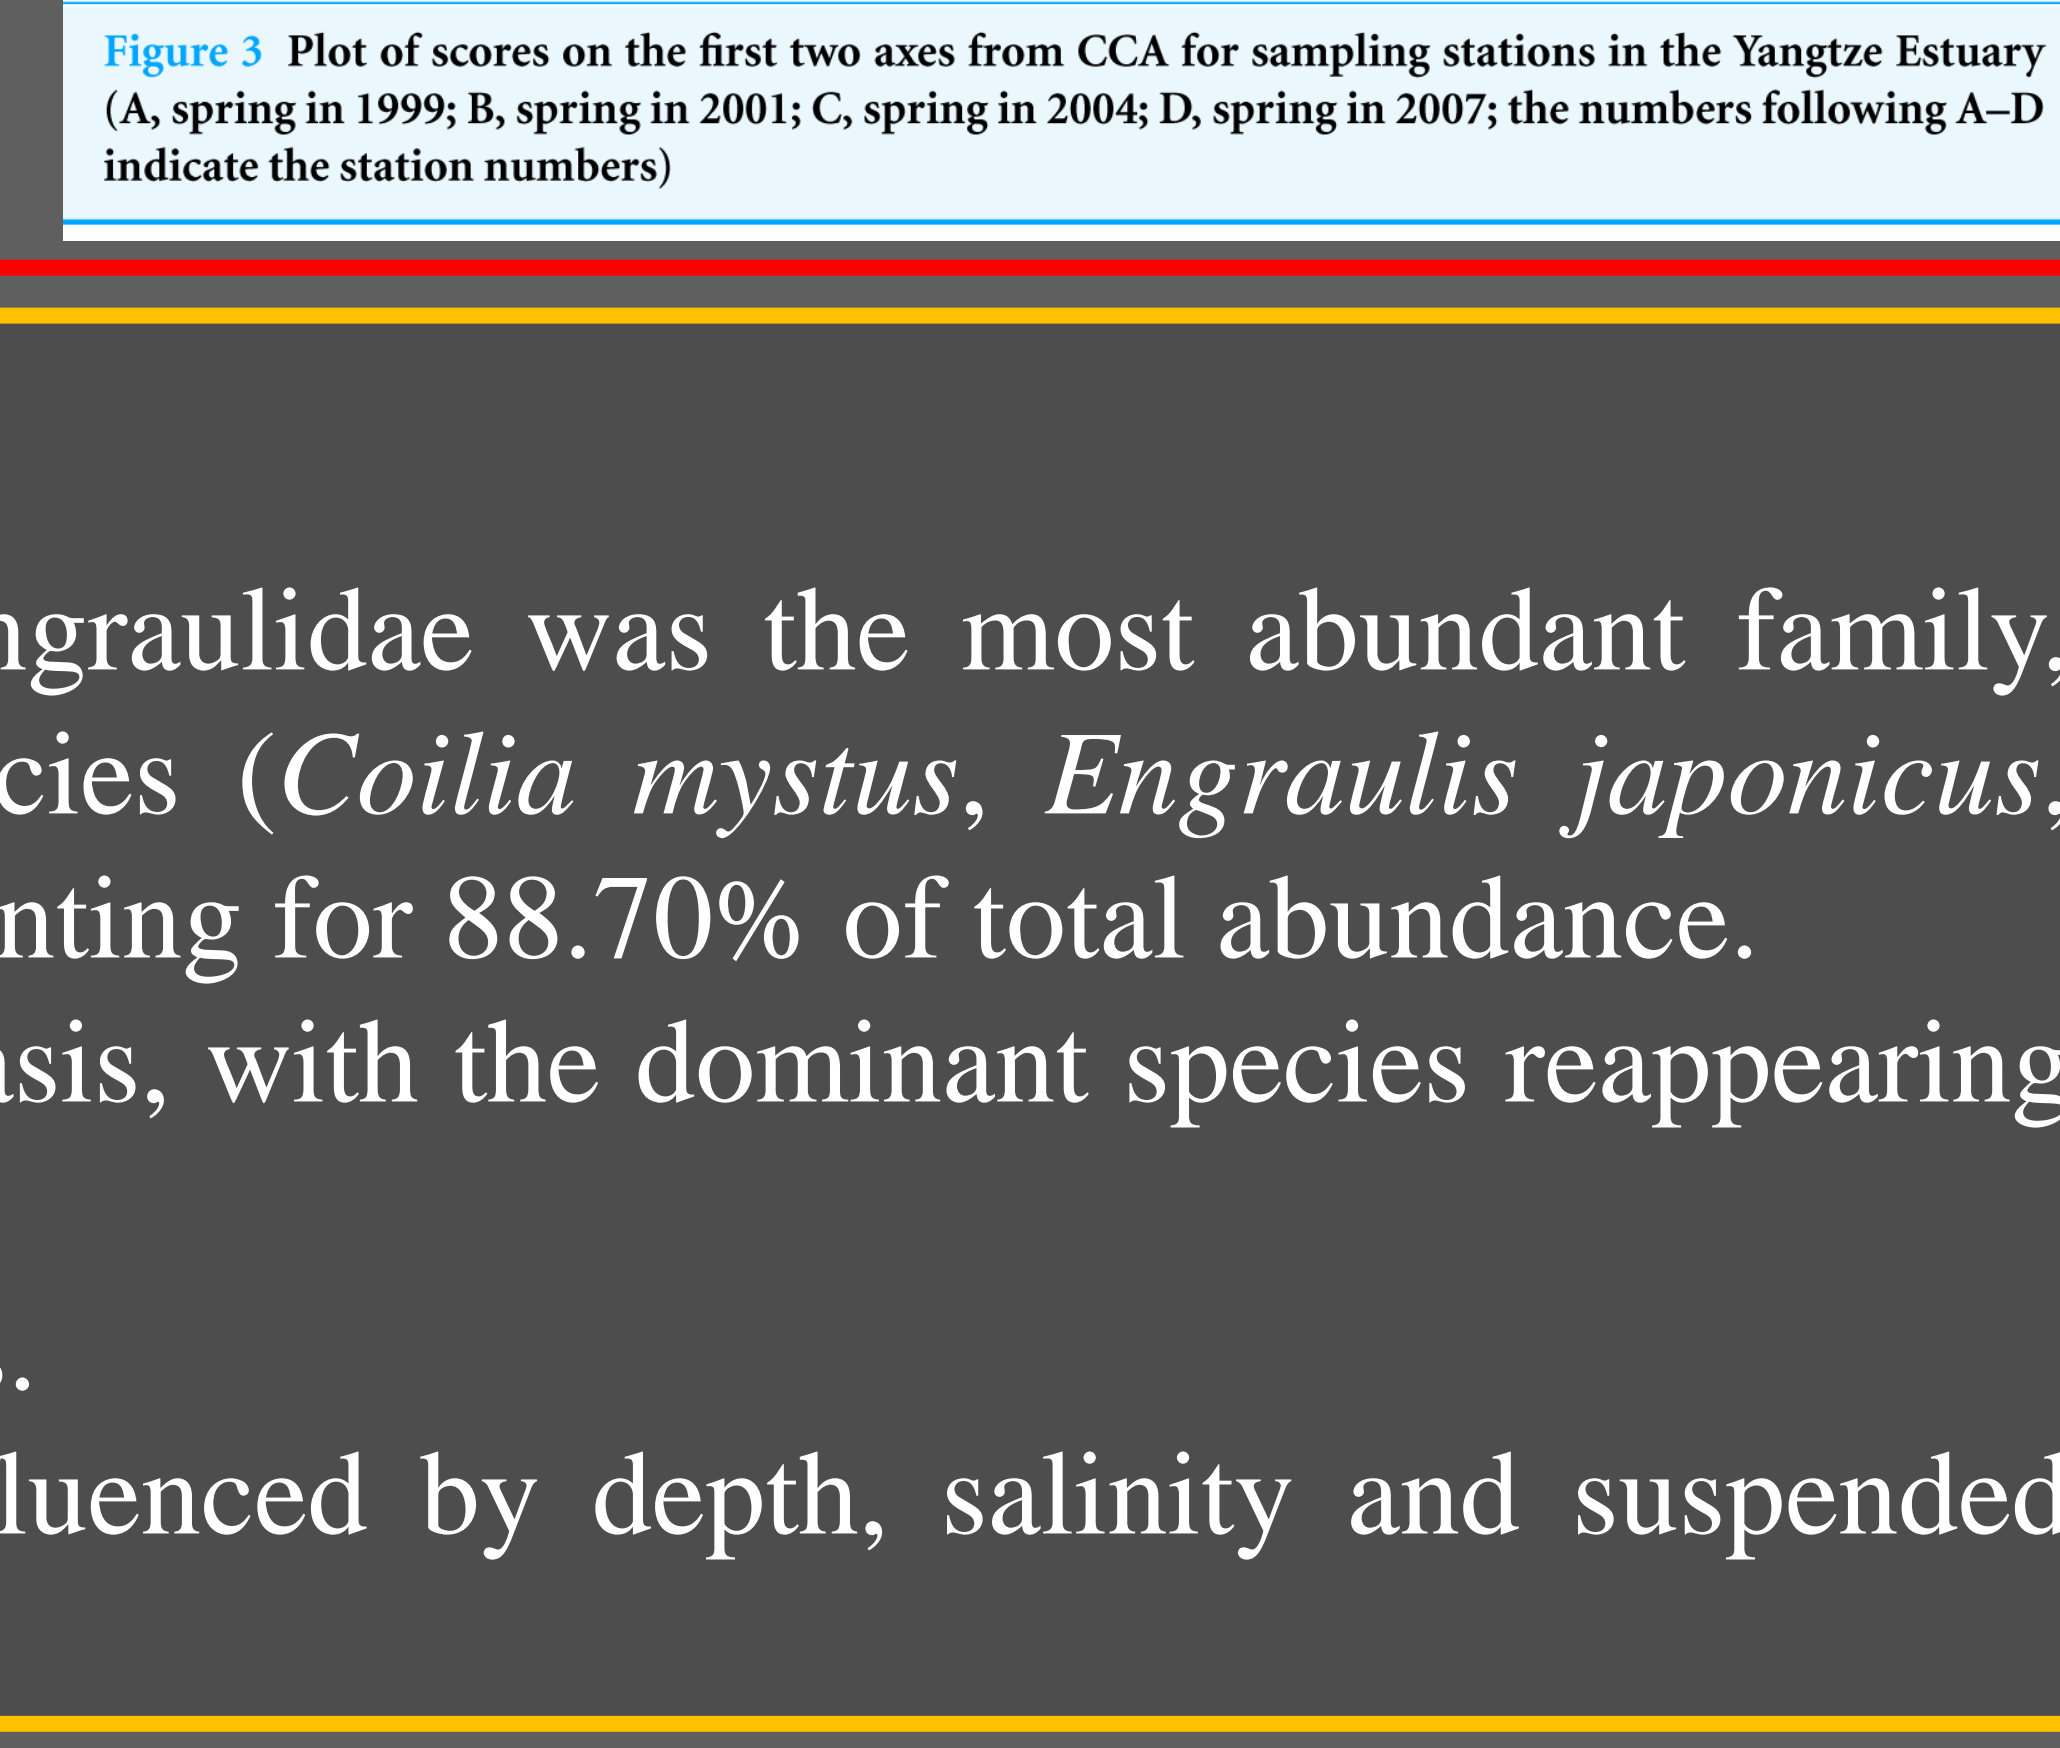 Figure 3 Plot of scores on the first two axes from CCA for sampling stations in the Yangtze Estuary
(A, spring in 1999; B, spring in 2001; C, spring in 2004; D, spring in 2007; the numbers following A–D
indicate the station numbers)
ngraulidae was the most abundant family,
cies (Coilia mystus, Engraulis japonicus,
nting for 88.70% of total abundance.
sis, with the dominant species reappearing
.
luenced by depth, salinity and suspended